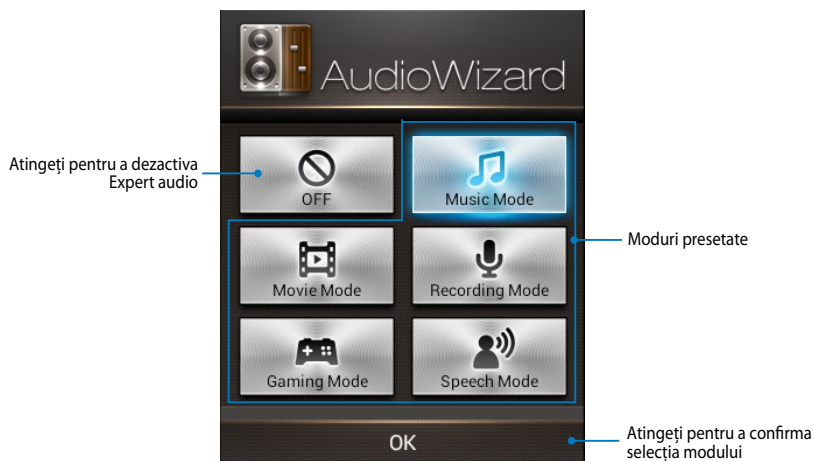 AudioWizard
Atingeți pentru a dezactiva
Expert audio
OFF
Music Mode
Moduri presetate
Movie Mode
Recording Mode
Gaming Mode
Speech Mode
OK
Atingeți pentru a confirma
selecția modului